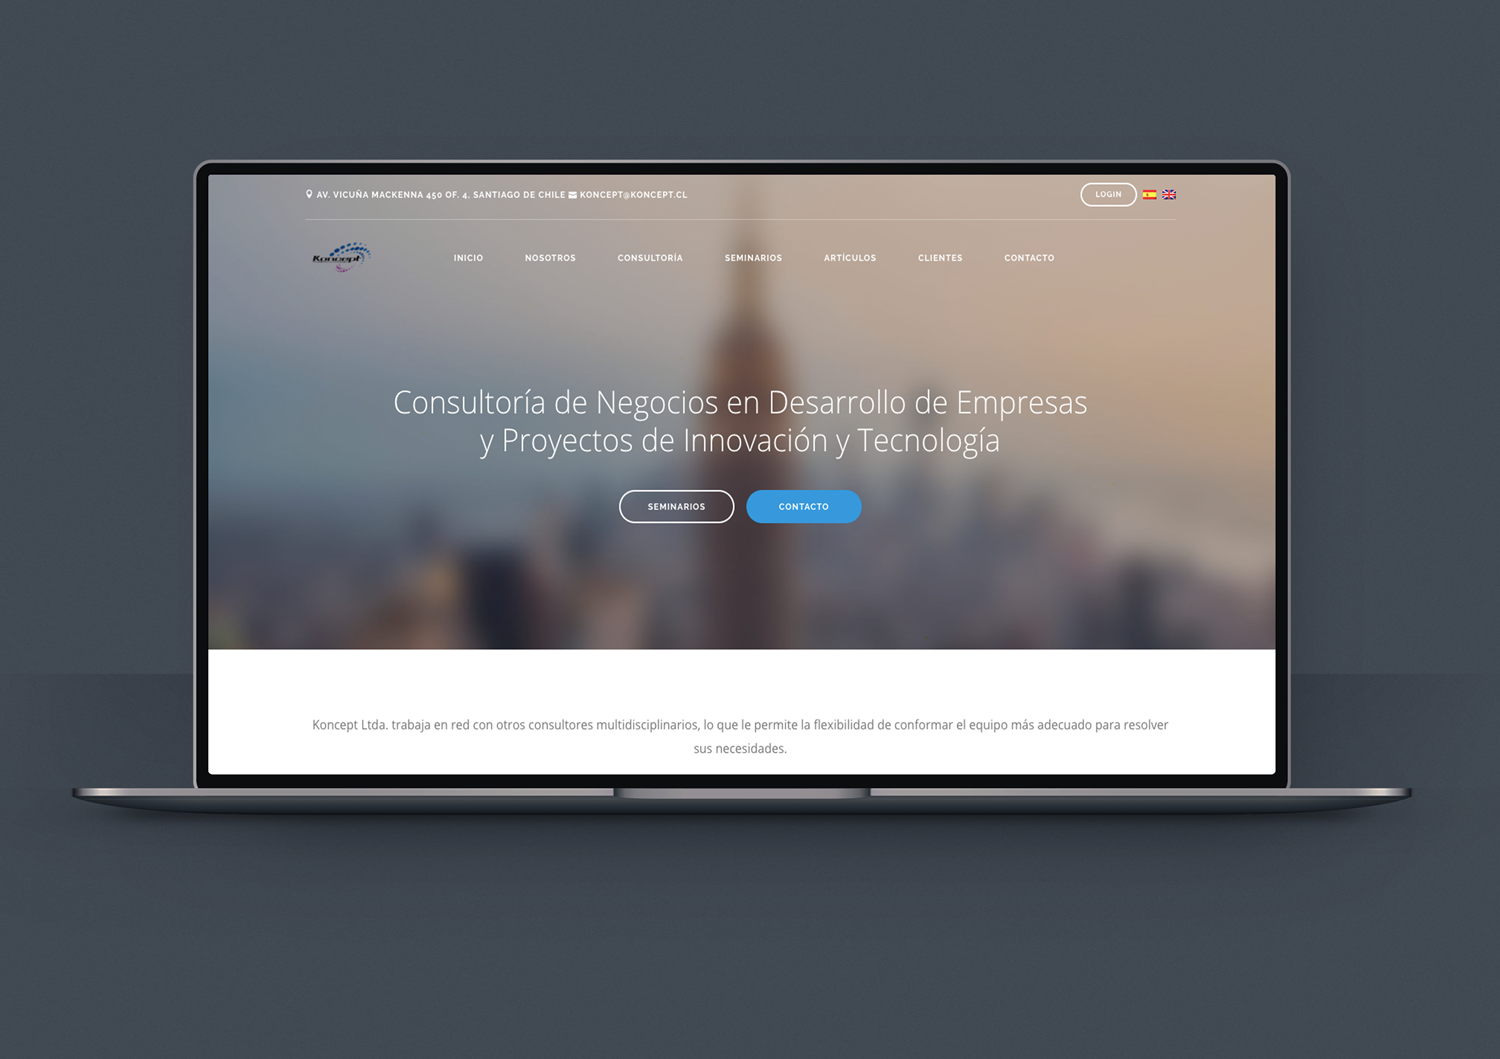 AV. VICUÑA MACKENNA 450 OF. 4, SANTIAGO DE CHILE KONCEPT@KONCEPT.CL
LOGIN
Koncept
INICIO NOSOTROS CONSULTORÍA SEMINARIOS ARTÍCULOS CLIENTES CONTACTO
Consultoría de Negocios en Desarrollo de Empresas
y Proyectos de Innovación y Tecnología
SEMINARIOS CONTACTO
Koncept Ltda. trabaja en red con otros consultores multidisciplinarios, lo que le permite la flexibilidad de conformar el equipo más adecuado para resolver
sus necesidades.